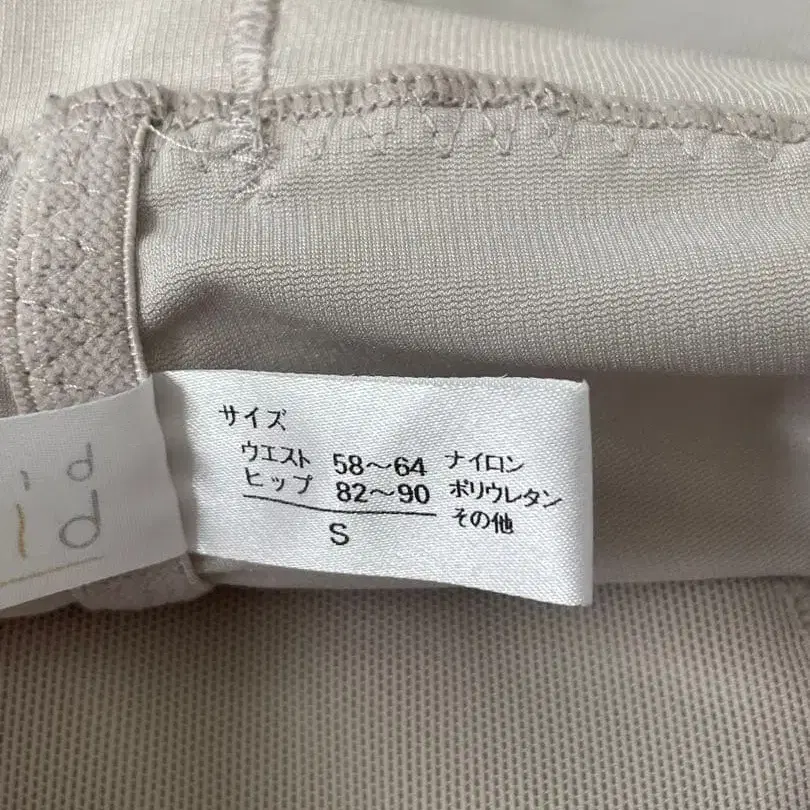 サイズ
ウエスト 58～64 ナイロン
ヒップ 82～90 ポリウレタン
S その他